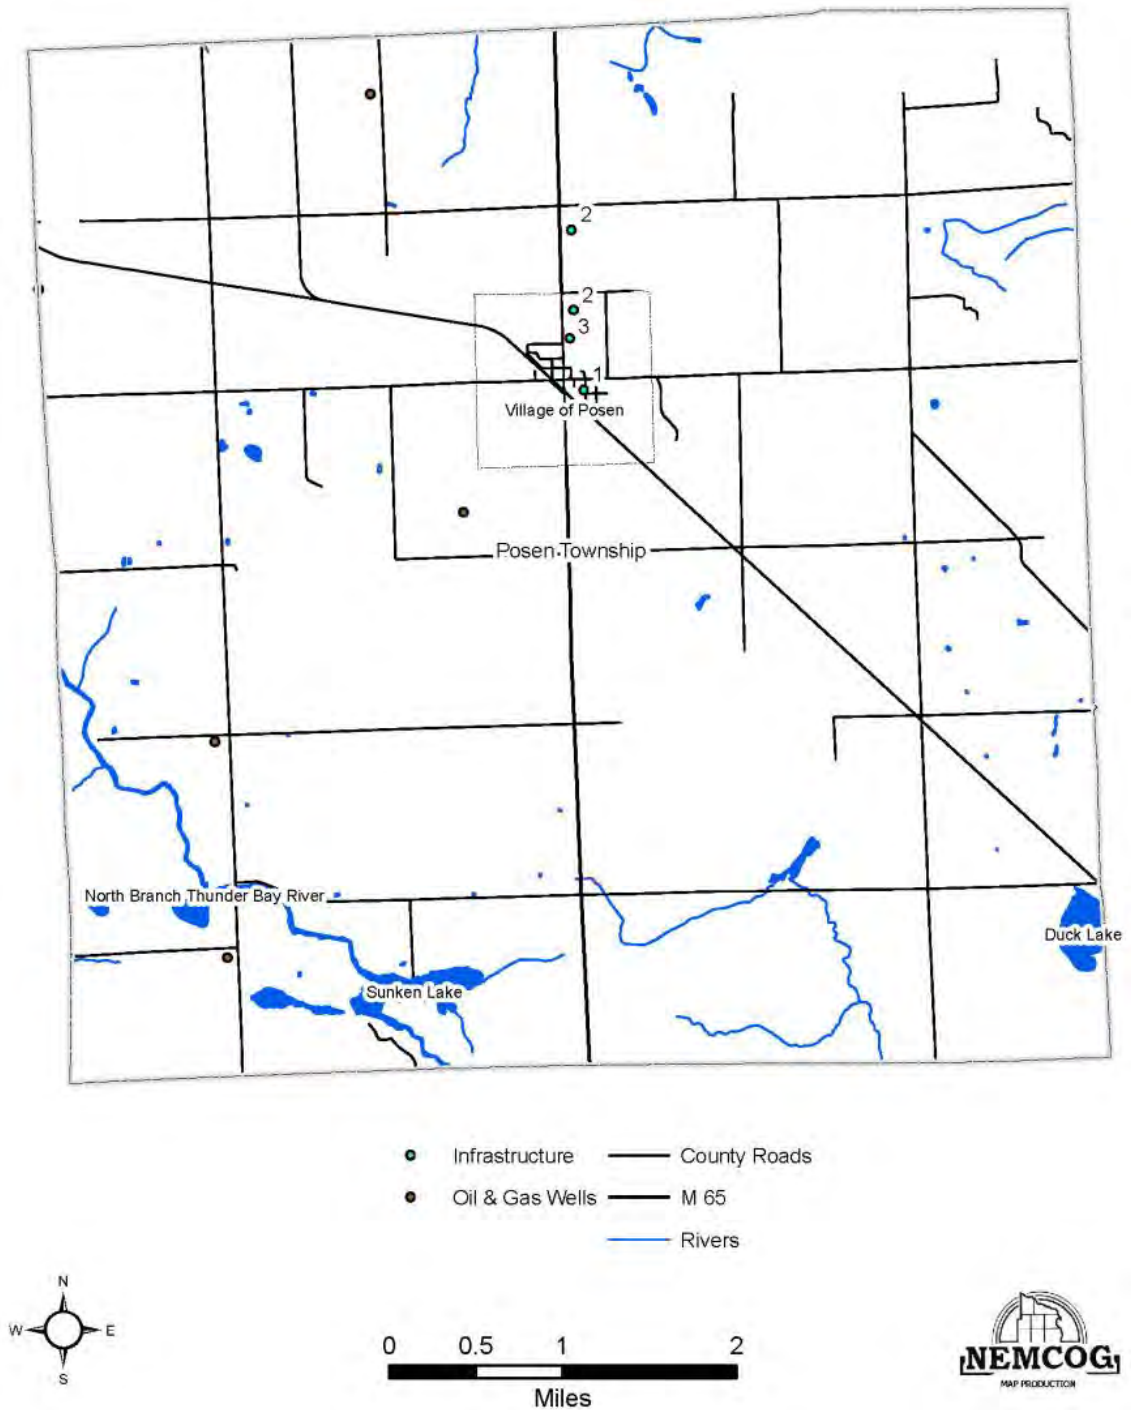 2
2
3
1
Village of Posen
Posen Township
North Branch Thunder Bay River
Duck Lake
Sunken Lake
Infrastructure County Roads
Oil & Gas Wells M 65
Rivers
N
W E
S
0 0.5 1 2
Miles
NEMCOG
MAP PRODUCTION